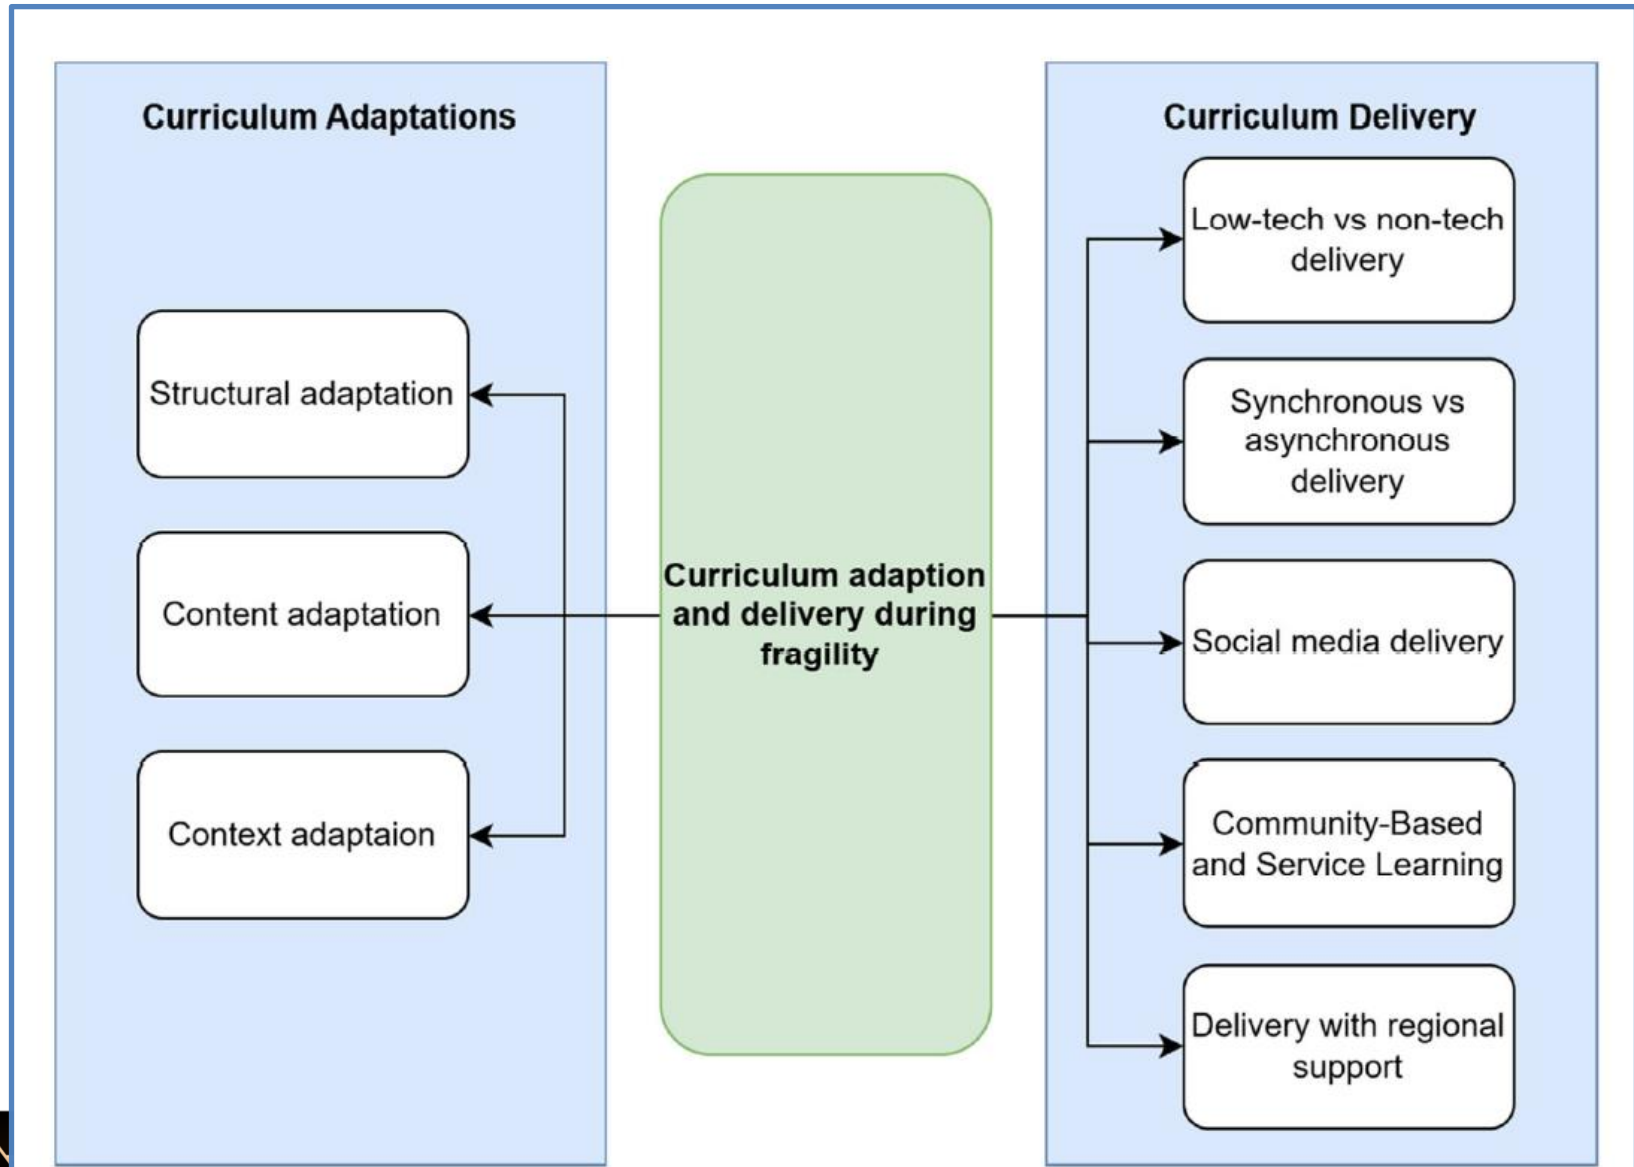 Curriculum Adaptations
Structural adaptation
Content adaptation
Context adaptaion
Curriculum adaption
and delivery during
fragility
Curriculum Delivery
Low-tech vs non-tech
delivery
Synchronous vs
asynchronous
delivery
Social media delivery
Community-Based
and Service Learning
Delivery with regional
support